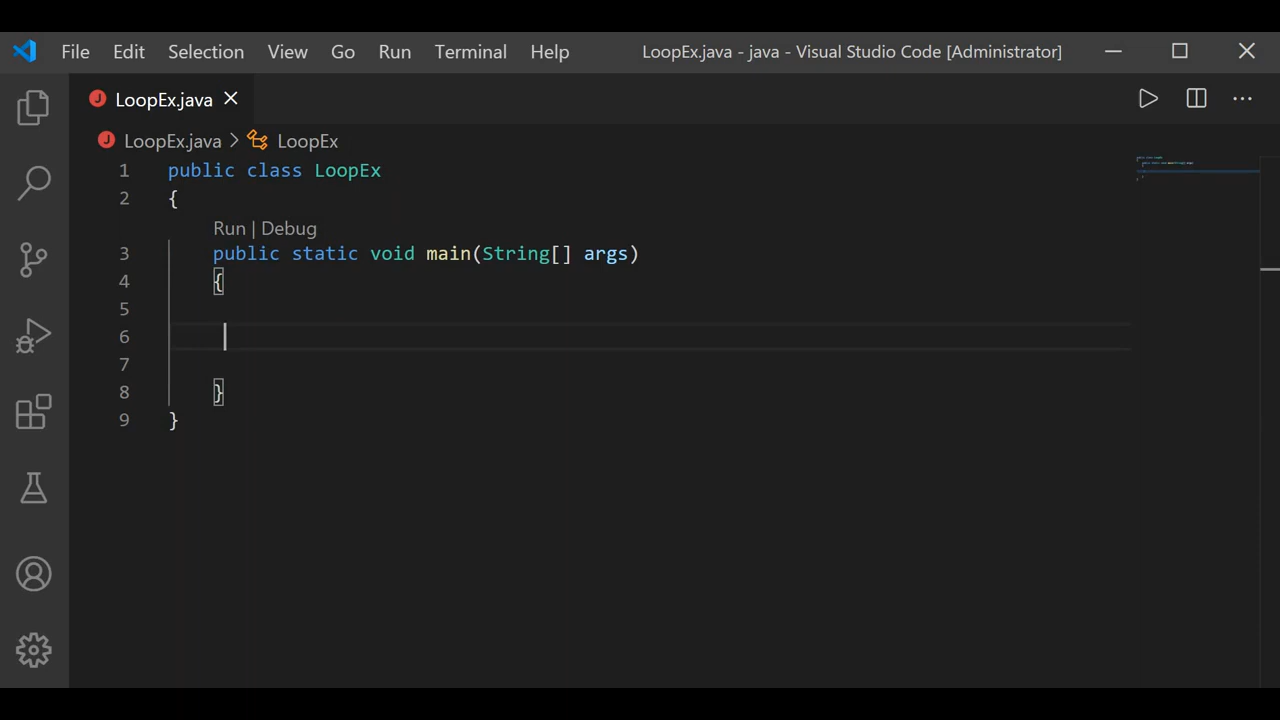 File Edit Selection View Go Run Terminal Help LoopEx.java - java - Visual Studio Code [Administrator]
LoopEx.java
LoopEx.java > LoopEx
1 public class LoopEx
2 {
Run | Debug
3 public static void main(String[] args)
4 {
5
6
7
8 }
9 }